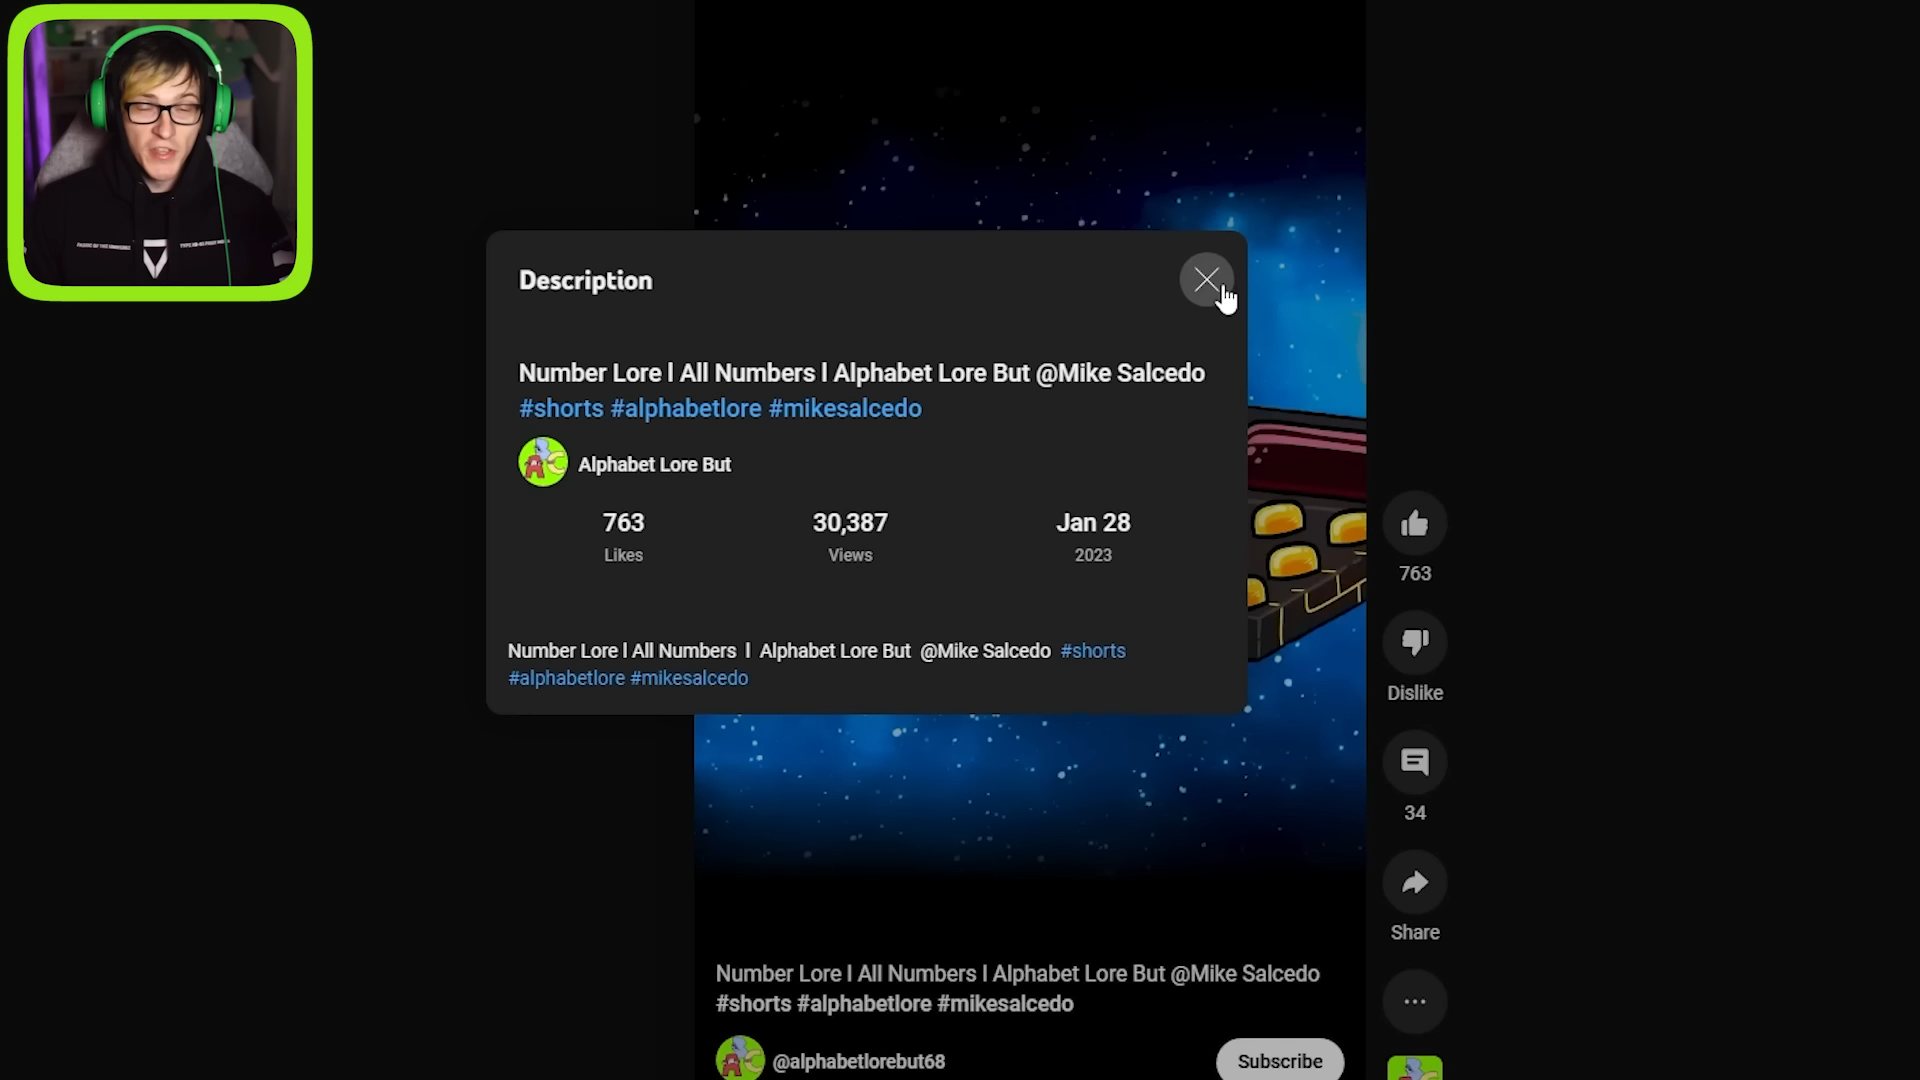 Description
Number Lore l All Numbers l Alphabet Lore But @Mike Salcedo
#shorts #alphabetlore #mikesalcedo
Alphabet Lore But
763
30,387
Jan 28
Likes
Views
2023
Number Lore l All Numbers l Alphabet Lore But @Mike Salcedo #shorts
#alphabetlore #mikesalcedo
763
Dislike
34
Share
Number Lore l All Numbers l Alphabet Lore But @Mike Salcedo
#shorts #alphabetlore #mikesalcedo
@alphabetlorebut68
Subscribe